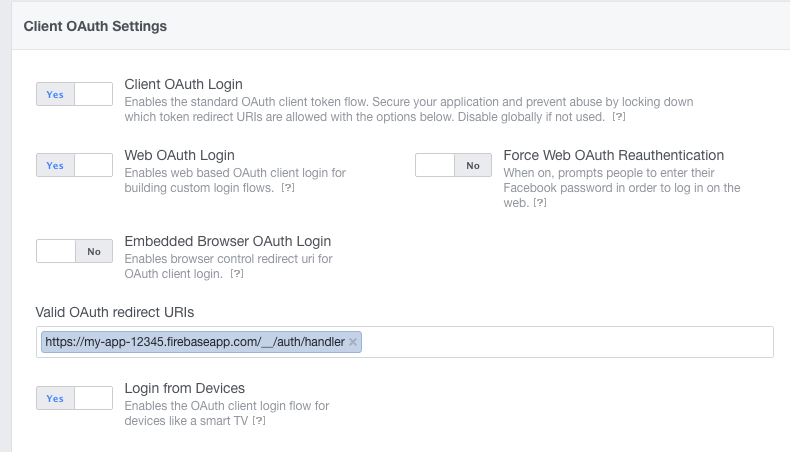 Client OAuth Settings
Yes
Client OAuth Login
Enables the standard OAuth client token flow. Secure your application and prevent abuse by locking down
which token redirect URIs are allowed with the options below. Disable globally if not used. [?]
Yes
Web OAuth Login
Enables web based OAuth client login for
building custom login flows. [?]
No
Force Web OAuth Reauthentication
When on, prompts people to enter their
Facebook password in order to log in on the
web. [?]
No
Embedded Browser OAuth Login
Enables browser control redirect uri for
OAuth client login. [?]
Valid OAuth redirect URIs
https://my-app-12345.firebaseapp.com/__/auth/handler ×
Yes
Login from Devices
Enables the OAuth client login flow for
devices like a smart TV [?]